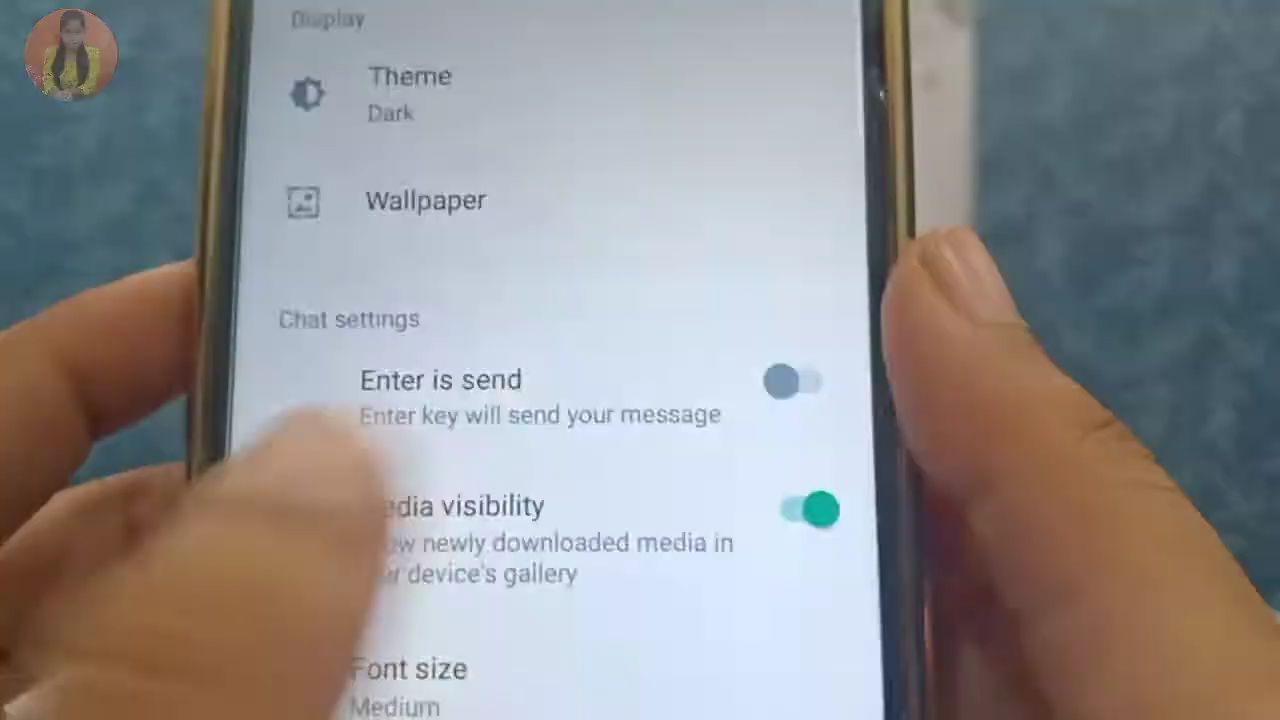 Display
Theme
Dark
Wallpaper
Chat settings
Enter is send
Enter key will send your message
edia visibility
ow newly downloaded media in
r device's gallery
Font size
Medium